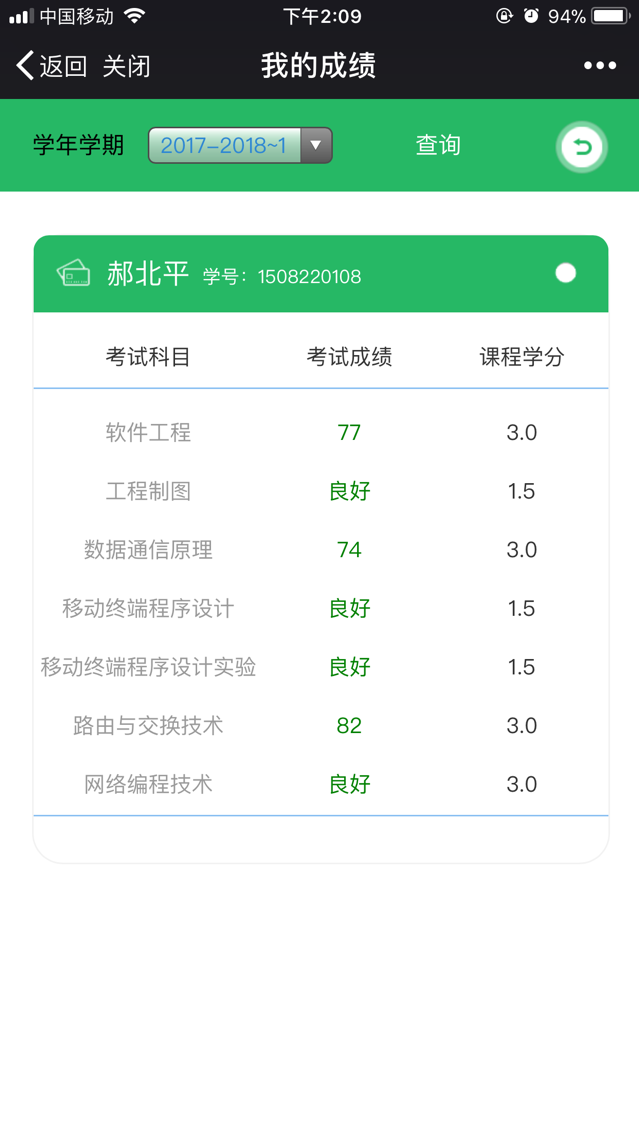 中国移动 下午2:09 94%
返回 关闭 我的成绩
学年学期 2017-2018~1 查询
郝北平 学号：1508220108
考试科目 考试成绩 课程学分
软件工程 77 3.0
工程制图 良好 1.5
数据通信原理 74 3.0
移动终端程序设计 良好 1.5
移动终端程序设计实验 良好 1.5
路由与交换技术 82 3.0
网络编程技术 良好 3.0